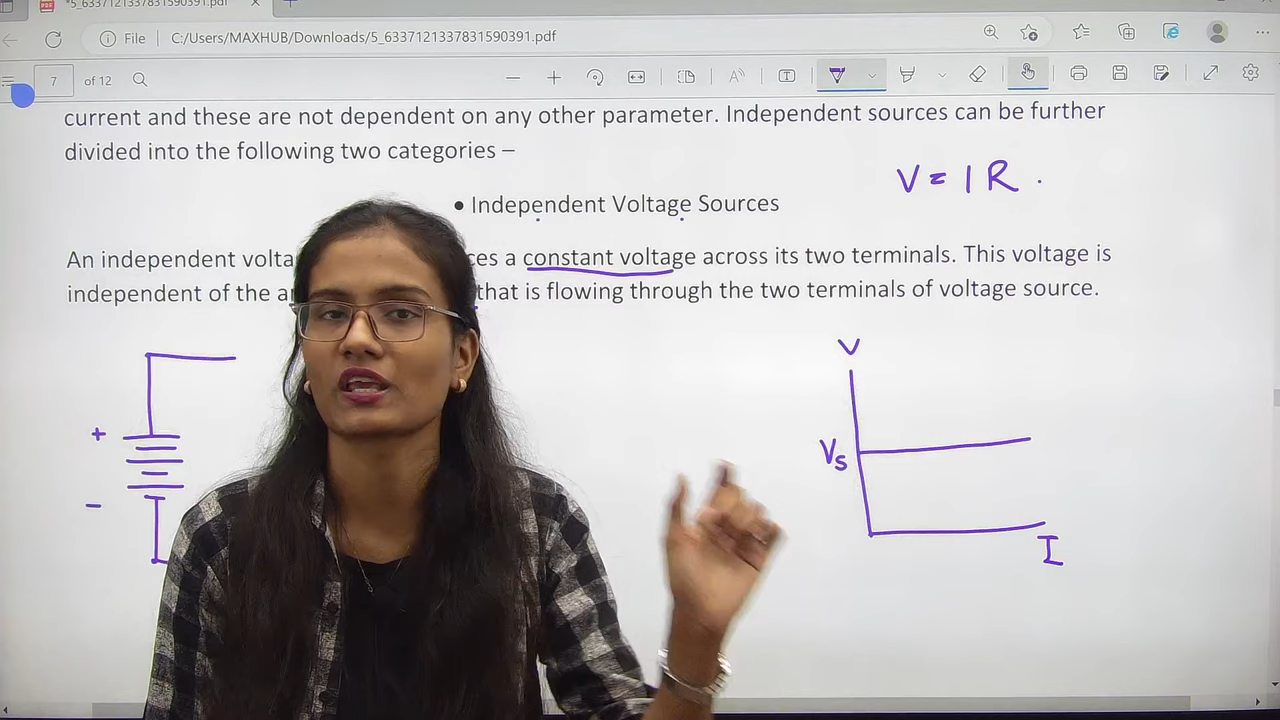 5_6337121337831590391.pdf
File C:/Users/MAXHUB/Downloads/5_6337121337831590391.pdf
7 of 12
current and these are not dependent on any other parameter. Independent sources can be further
divided into the following two categories –
V = IR.
• Independent Voltage Sources
An independent volta ces a constant voltage across its two terminals. This voltage is
independent of the a that is flowing through the two terminals of voltage source.
V
+
Vs
-
I